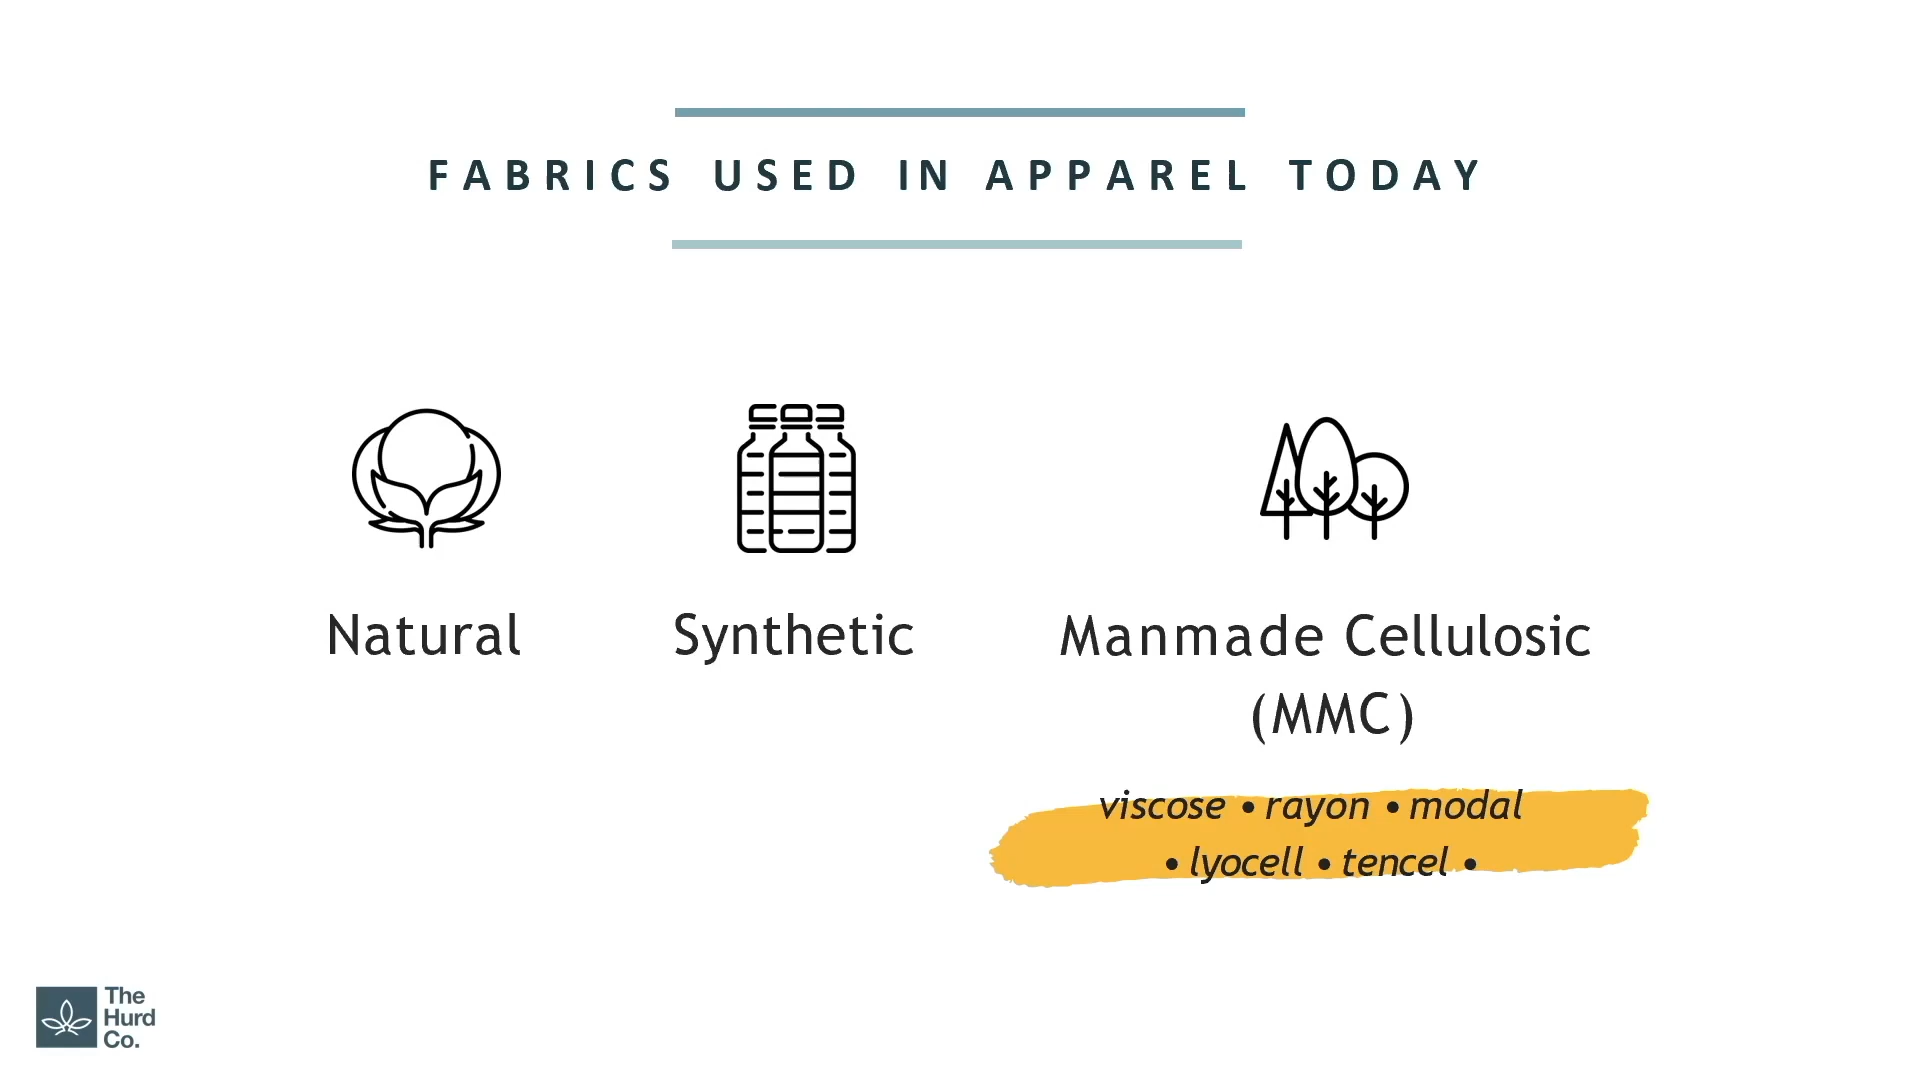 FABRICS USED IN APPAREL TODAY
Natural
Synthetic
Manmade Cellulosic
(MMC)
viscose • rayon • modal
• lyocell • tencel •
The
Hurd
Co.